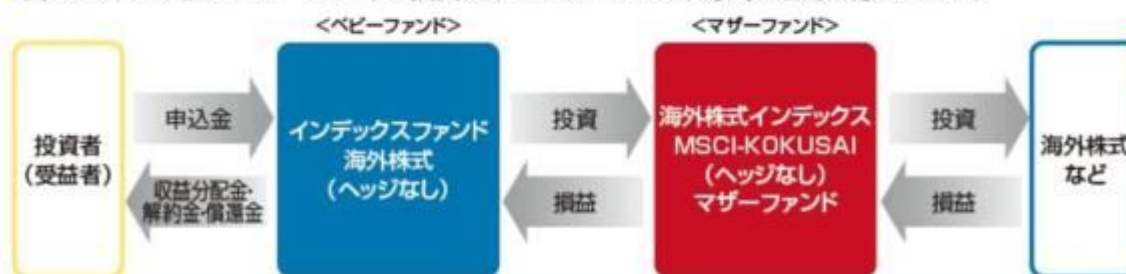 <ベビーファンド>
<マザーファンド>
投資者
(受益者)
申込金
収益分配金・
解約金・償還金
インデックスファンド
海外株式
(ヘッジなし)
投資
損益
海外株式インデックス
MSCI-KOKUSAI
(ヘッジなし)
マザーファンド
投資
損益
海外株式
など